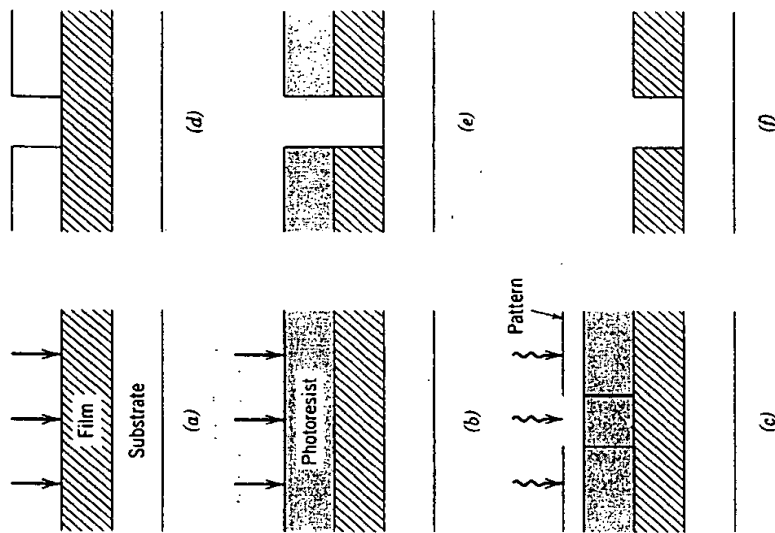 Film
Substrate
(a)
Photoresist
(b)
Pattern
(c)
(d)
(e)
(f)